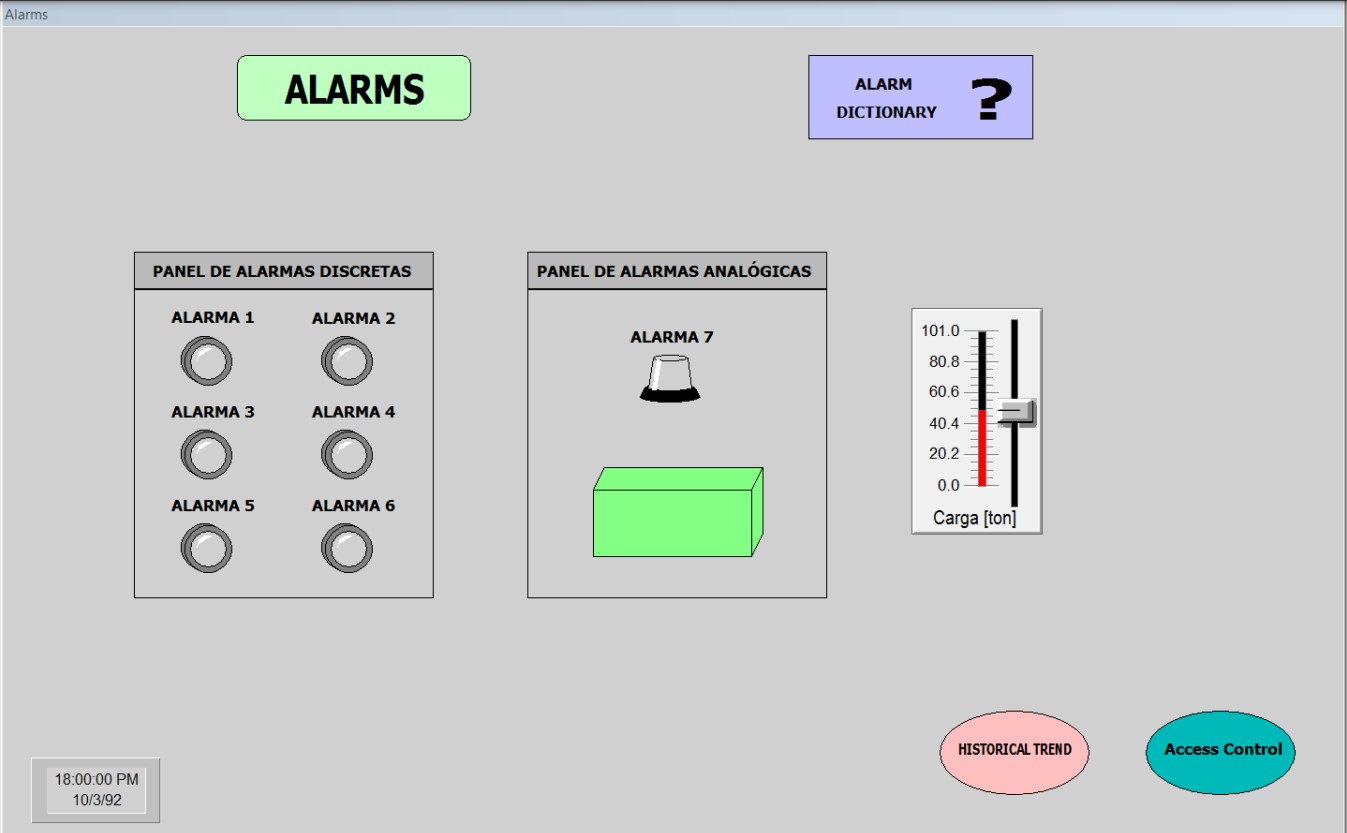 Alarms
ALARMS
ALARM
DICTIONARY
?
PANEL DE ALARMAS DISCRETAS
ALARMA 1
ALARMA 2
ALARMA 3
ALARMA 4
ALARMA 5
ALARMA 6
PANEL DE ALARMAS ANALÓGICAS
ALARMA 7
101.0
80.8
60.6
40.4
20.2
0.0
Carga [ton]
HISTORICAL TREND
Access Control
18:00:00 PM
10/3/92